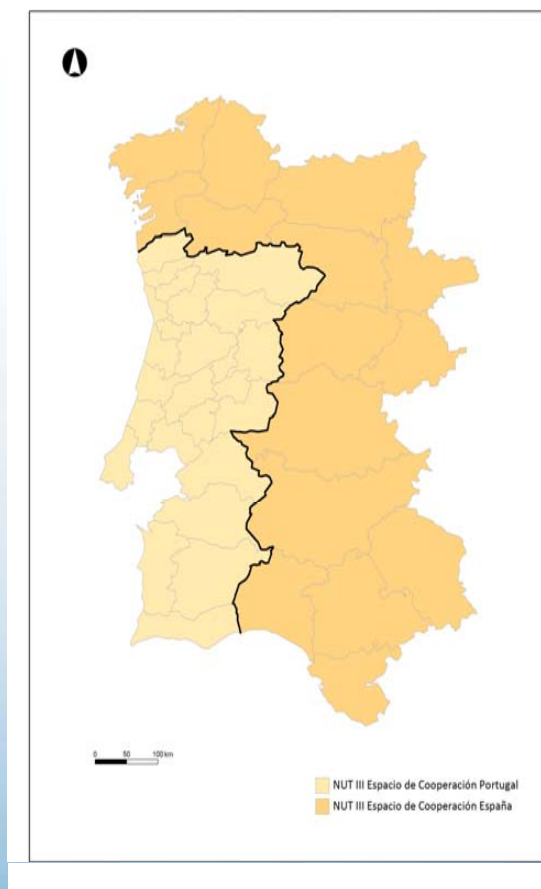 0 50 100 km
NUT III Espacio de Cooperación Portugal
NUT III Espacio de Cooperación España